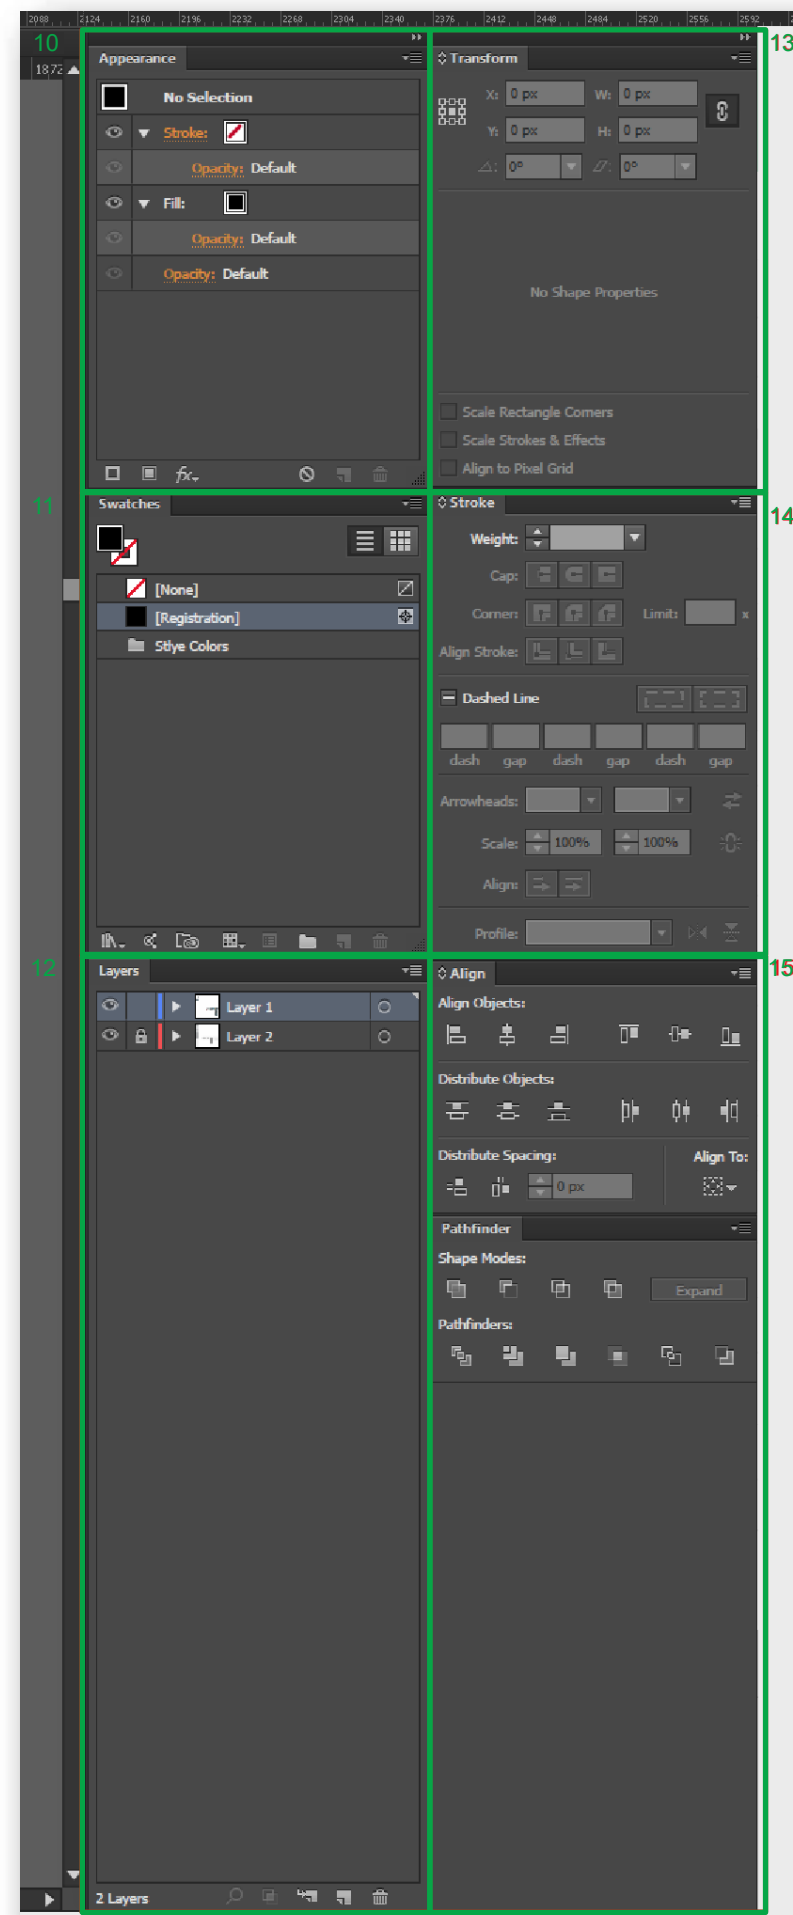 2088 2124 2160 2196 2232 2268 2304 2340 2376 2412 2448 2484 2520 2556 2592
10
1872
Appearance
No Selection
Stroke:
Opacity: Default
Fill:
Opacity: Default
Opacity: Default
fx
13
Transform
X: 0 px W: 0 px
Y: 0 px H: 0 px
0° 0°
No Shape Properties
Scale Rectangle Corners
Scale Strokes & Effects
Align to Pixel Grid
11
Swatches
[None]
[Registration]
Stlye Colors
14
Stroke
Weight:
Cap:
Corner: Limit: x
Align Stroke:
Dashed Line
dash gap dash gap dash gap
Arrowheads:
Scale: 100% 100%
Align:
Profile:
12
Layers
Layer 1
Layer 2
2 Layers
15
Align
Align Objects:
Distribute Objects:
Distribute Spacing: Align To:
0 px
Pathfinder
Shape Modes:
Expand
Pathfinders: